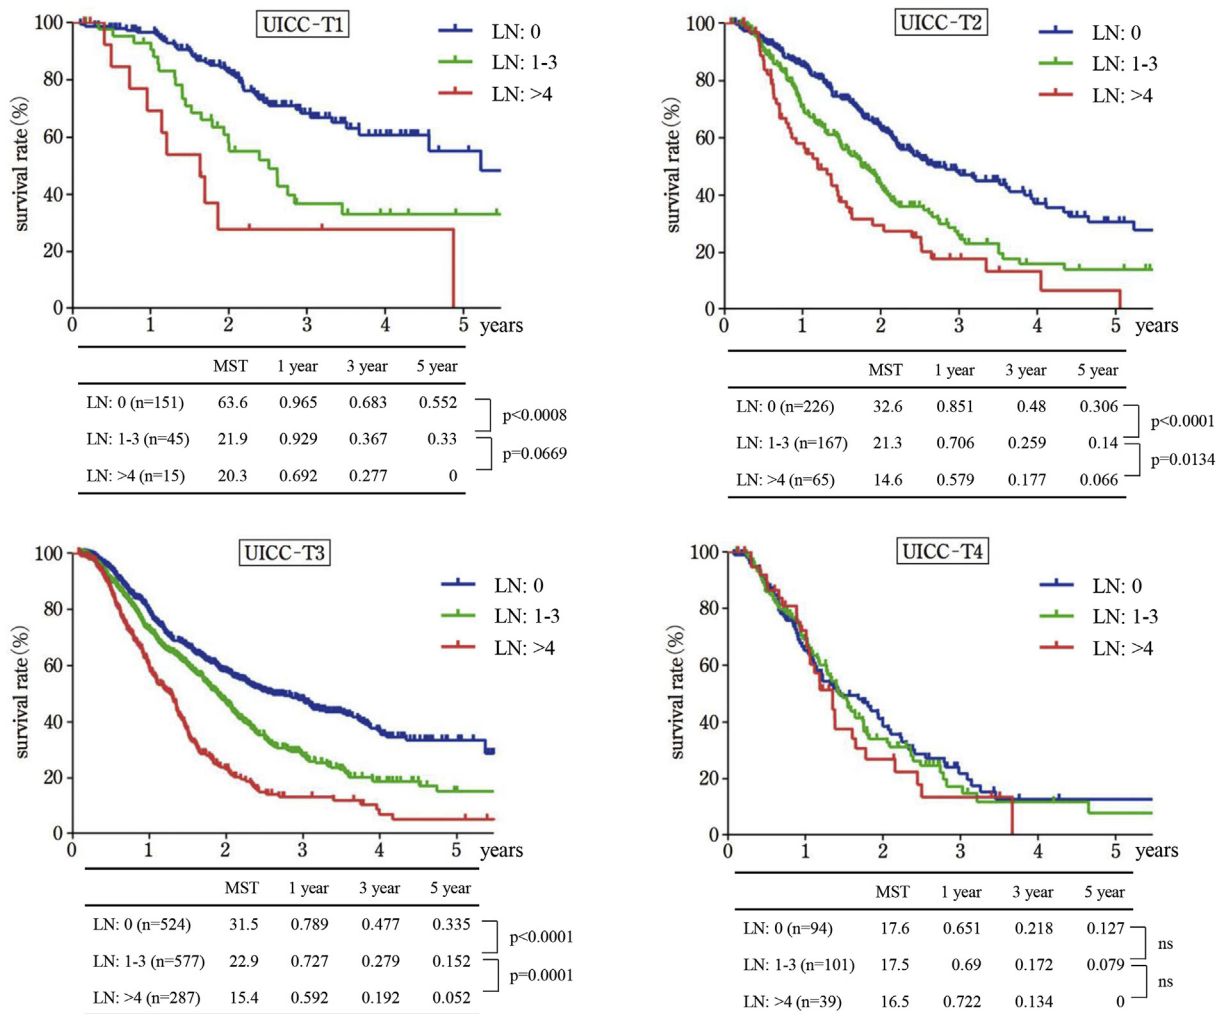 UICC-T1
LN: 0
LN: 1-3
LN: >4
survival rate (%)
100
80
60
40
20
0
0 1 2 3 4 5 years
MST 1 year 3 year 5 year
LN: 0 (n=151) 63.6 0.965 0.683 0.552
p<0.0008
LN: 1-3 (n=45) 21.9 0.929 0.367 0.33
p=0.0669
LN: >4 (n=15) 20.3 0.692 0.277 0
UICC-T2
LN: 0
LN: 1-3
LN: >4
survival rate (%)
100
80
60
40
20
0
0 1 2 3 4 5 years
MST 1 year 3 year 5 year
LN: 0 (n=226) 32.6 0.851 0.48 0.306
p<0.0001
LN: 1-3 (n=167) 21.3 0.706 0.259 0.14
p=0.0134
LN: >4 (n=65) 14.6 0.579 0.177 0.066
UICC-T3
LN: 0
LN: 1-3
LN: >4
survival rate (%)
100
80
60
40
20
0
0 1 2 3 4 5 years
MST 1 year 3 year 5 year
LN: 0 (n=524) 31.5 0.789 0.477 0.335
p<0.0001
LN: 1-3 (n=577) 22.9 0.727 0.279 0.152
p=0.0001
LN: >4 (n=287) 15.4 0.592 0.192 0.052
UICC-T4
LN: 0
LN: 1-3
LN: >4
survival rate (%)
100
80
60
40
20
0
0 1 2 3 4 5 years
MST 1 year 3 year 5 year
LN: 0 (n=94) 17.6 0.651 0.218 0.127
ns
LN: 1-3 (n=101) 17.5 0.69 0.172 0.079
ns
LN: >4 (n=39) 16.5 0.722 0.134 0